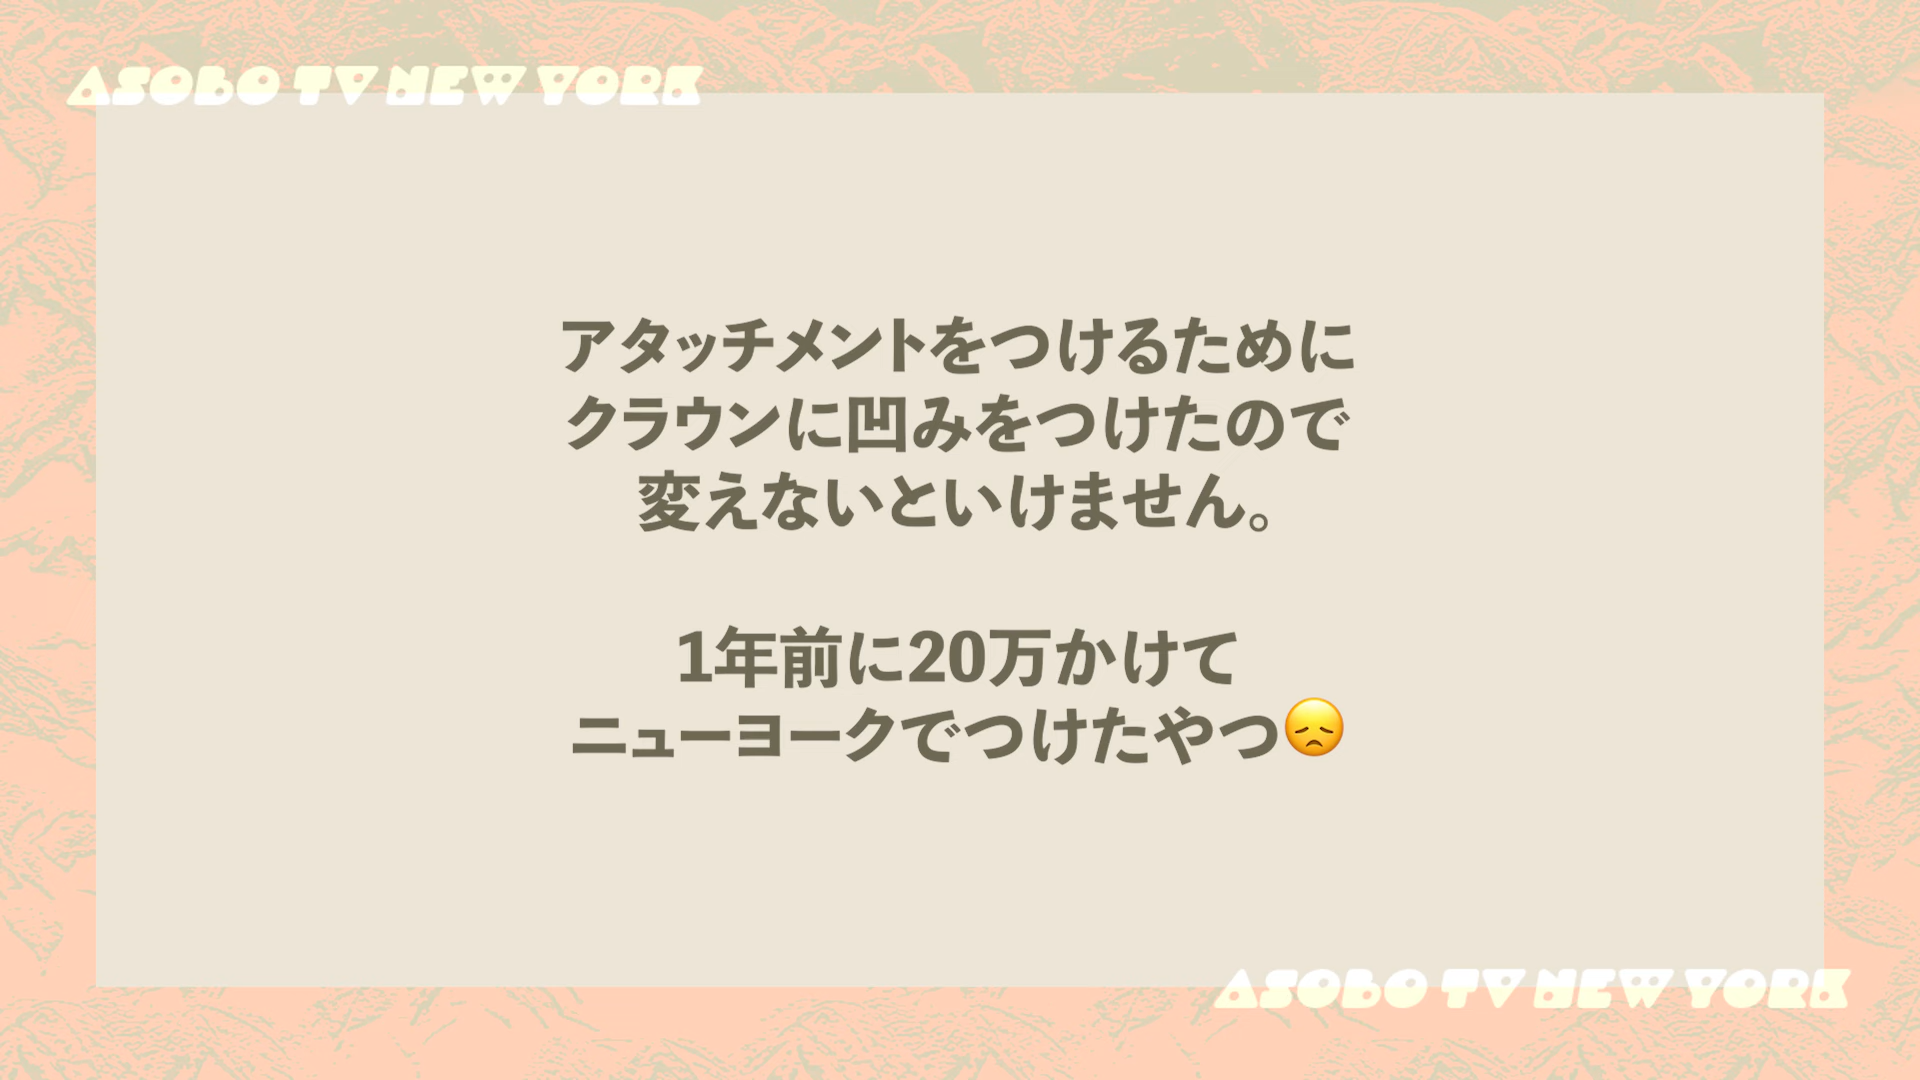 ASOBO TV NEW YORK
アタッチメントをつけるために
クラウンに凹みをつけたので
変えないといけません。
1年前に20万かけて
ニューヨークでつけたやつ😞
ASOBO TV NEW YORK